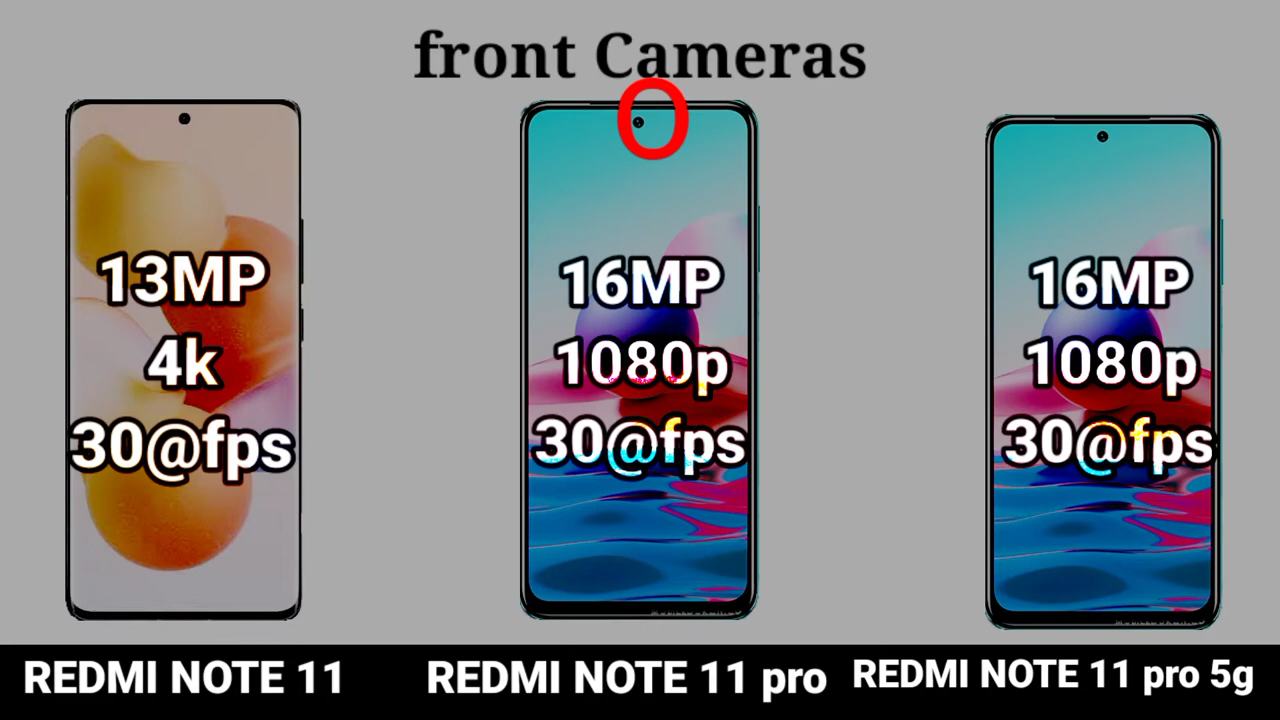 front Cameras
13MP
4k
30@fps
16MP
1080p
30@fps
16MP
1080p
30@fps
REDMI NOTE 11
REDMI NOTE 11 pro
REDMI NOTE 11 pro 5g